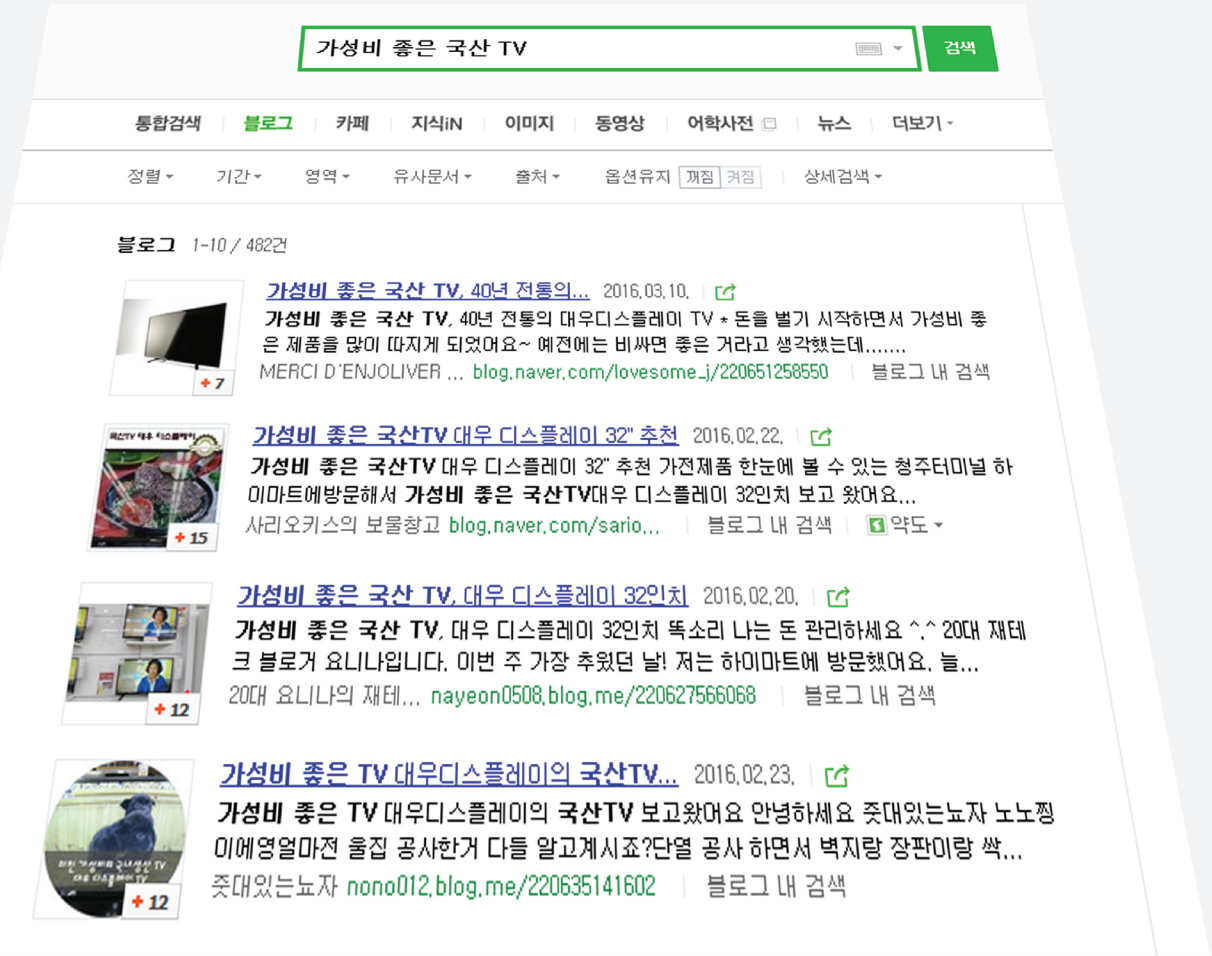 가성비 좋은 국산 TV 검색
통합검색 블로그 카페 지식iN 이미지 동영상 어학사전 뉴스 더보기
정렬 기간 영역 유사문서 출처 옵션유지 꺼짐 켜짐 상세검색
블로그 1-10 / 482건
가성비 좋은 국산 TV, 40년 전통의... 2016.03.10.
가성비 좋은 국산 TV, 40년 전통의 대우디스플레이 TV * 돈을 벌기 시작하면서 가성비 좋
은 제품을 많이 따지게 되었어요~ 예전에는 비싸면 좋은 거라고 생각했는데.......
+7
MERCI D'ENJOLIVER ... blog.naver.com/lovesome_j/220651258550 블로그 내 검색
국산TV 대우 디스플레이
가성비 좋은 국산TV 대우 디스플레이 32" 추천 2016.02.22.
가성비 좋은 국산TV 대우 디스플레이 32" 추천 가전제품 한눈에 볼 수 있는 청주터미널 하
이마트에방문해서 가성비 좋은 국산TV대우 디스플레이 32인치 보고 왔어요...
+15
사리오키스의 보물창고 blog.naver.com/sario... 블로그 내 검색 약도
가성비 좋은 국산 TV, 대우 디스플레이 32인치 2016.02.20.
가성비 좋은 국산 TV, 대우 디스플레이 32인치 똑소리 나는 돈 관리하세요 ^.^ 20대 재테
크 블로거 요니나입니다. 이번 주 가장 추웠던 날! 저는 하이마트에 방문했어요. 늘...
+12
20대 요니나의 재테... nayeon0508.blog.me/220627566068 블로그 내 검색
가성비 좋은 TV 대우디스플레이의 국산TV... 2016.02.23.
가성비 좋은 TV 대우디스플레이의 국산TV 보고왔어요 안녕하세요 줏대있는뇨자 노노찡
이에영얼마전 울집 공사한거 다들 알고계시죠?단열 공사 하면서 벽지랑 장판이랑 싹...
대우 디스플레이 TV
+12
줏대있는뇨자 nono012.blog.me/220635141602 블로그 내 검색